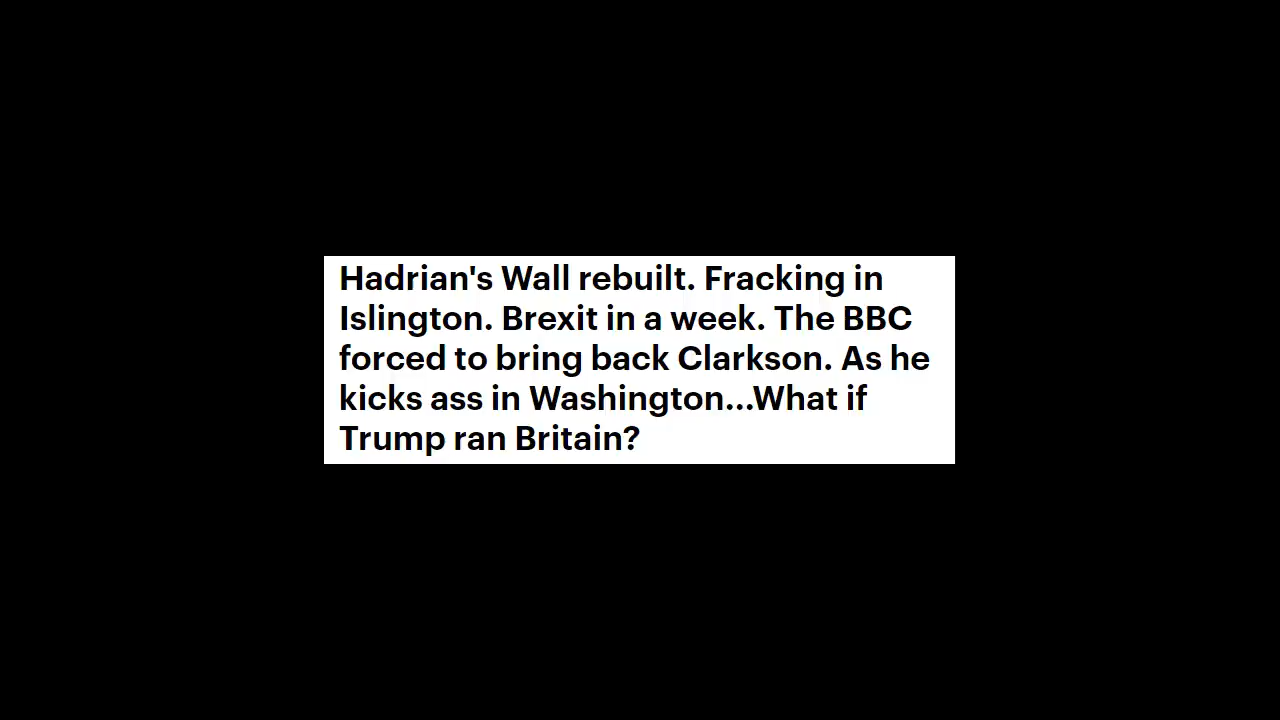 Hadrian's Wall rebuilt. Fracking in
Islington. Brexit in a week. The BBC
forced to bring back Clarkson. As he
kicks ass in Washington...What if
Trump ran Britain?